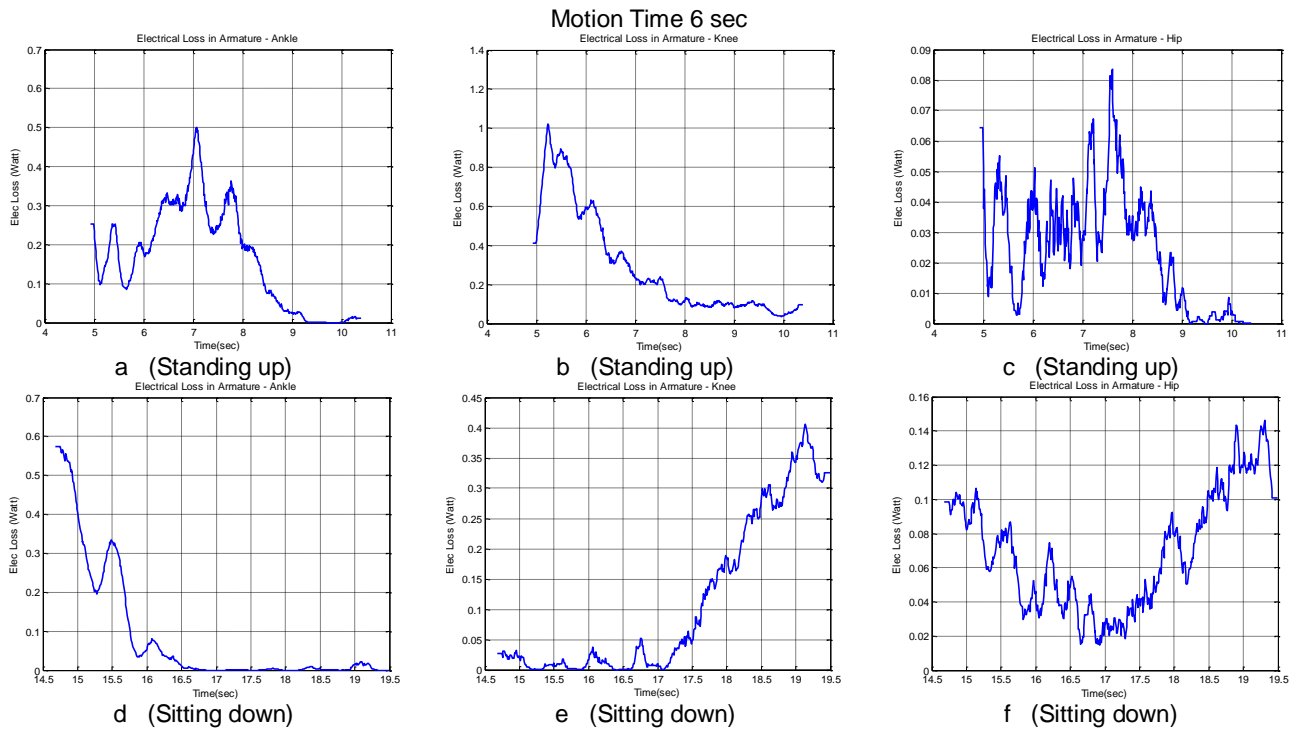 Motion Time 6 sec
Electrical Loss in Armature - Ankle
0.7
0.6
0.5
0.4
0.3
0.2
0.1
0
Elec Loss (Watt)
4 5 6 7 8 9 10 11
Time(sec)
a (Standing up)
Electrical Loss in Armature - Knee
1.4
1.2
1
0.8
0.6
0.4
0.2
0
Elec Loss (Watt)
4 5 6 7 8 9 10 11
Time(sec)
b (Standing up)
Electrical Loss in Armature - Hip
0.09
0.08
0.07
0.06
0.05
0.04
0.03
0.02
0.01
0
Elec Loss (Watt)
4 5 6 7 8 9 10 11
Time(sec)
c (Standing up)
Electrical Loss in Armature - Ankle
0.7
0.6
0.5
0.4
0.3
0.2
0.1
0
Elec Loss (Watt)
14.5 15 15.5 16 16.5 17 17.5 18 18.5 19 19.5
Time(sec)
d (Sitting down)
Electrical Loss in Armature - Knee
0.45
0.4
0.35
0.3
0.25
0.2
0.15
0.1
0.05
0
Elec Loss (Watt)
14.5 15 15.5 16 16.5 17 17.5 18 18.5 19 19.5
Time(sec)
e (Sitting down)
Electrical Loss in Armature - Hip
0.16
0.14
0.12
0.1
0.08
0.06
0.04
0.02
0
Elec Loss (Watt)
14.5 15 15.5 16 16.5 17 17.5 18 18.5 19 19.5
Time(sec)
f (Sitting down)